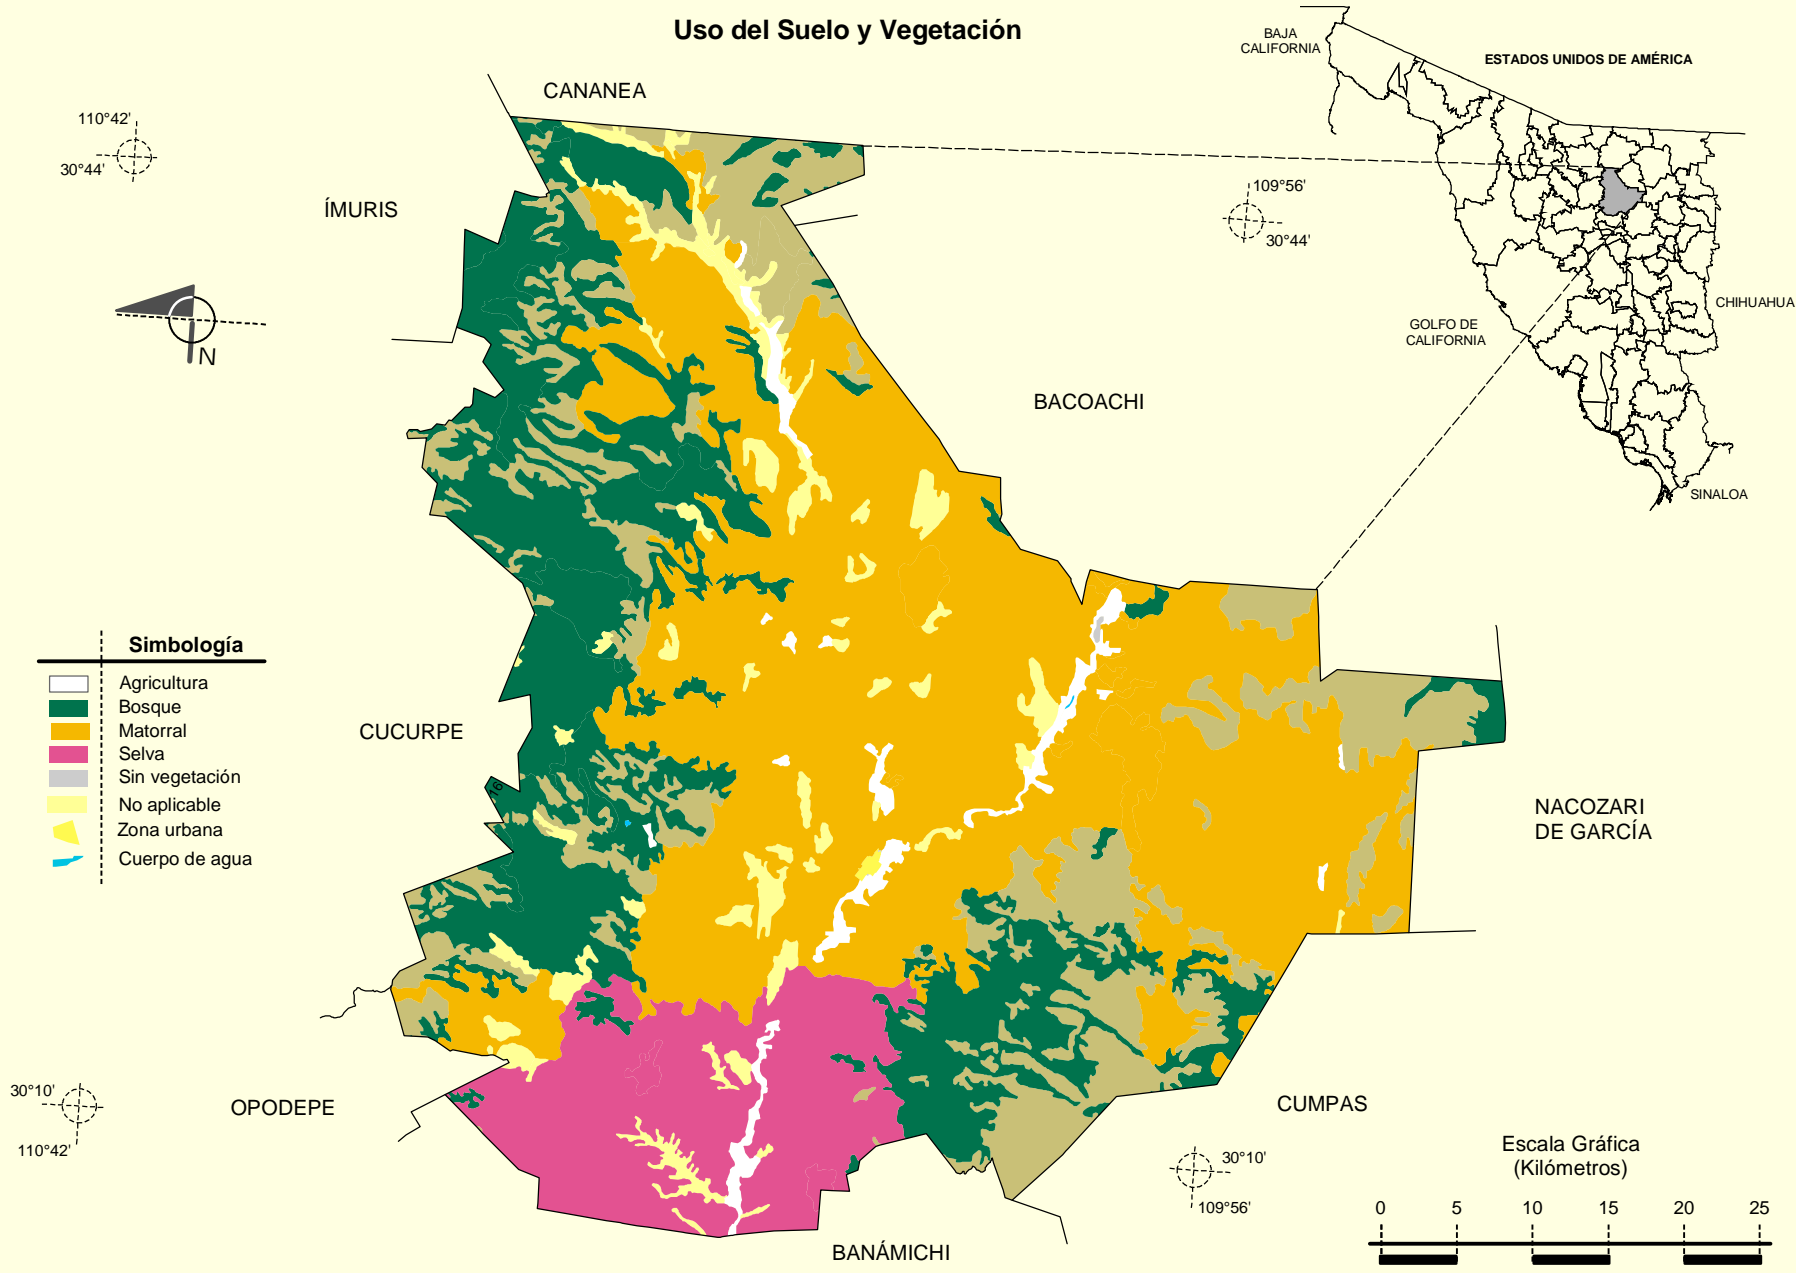 Uso del Suelo y Vegetación
BAJA
CALIFORNIA
ESTADOS UNIDOS DE AMÉRICA
CANANEA
110°42'
30°44'
109°56'
30°44'
ÍMURIS
N
CHIHUAHUA
GOLFO DE
CALIFORNIA
BACOACHI
SINALOA
Simbología
Agricultura
Bosque
Matorral
Selva
Sin vegetación
No aplicable
Zona urbana
Cuerpo de agua
CUCURPE
16
NACOZARI
DE GARCÍA
30°10'
110°42'
OPODEPE
CUMPAS
30°10'
109°56'
Escala Gráfica
(Kilómetros)
0 5 10 15 20 25
BANÁMICHI